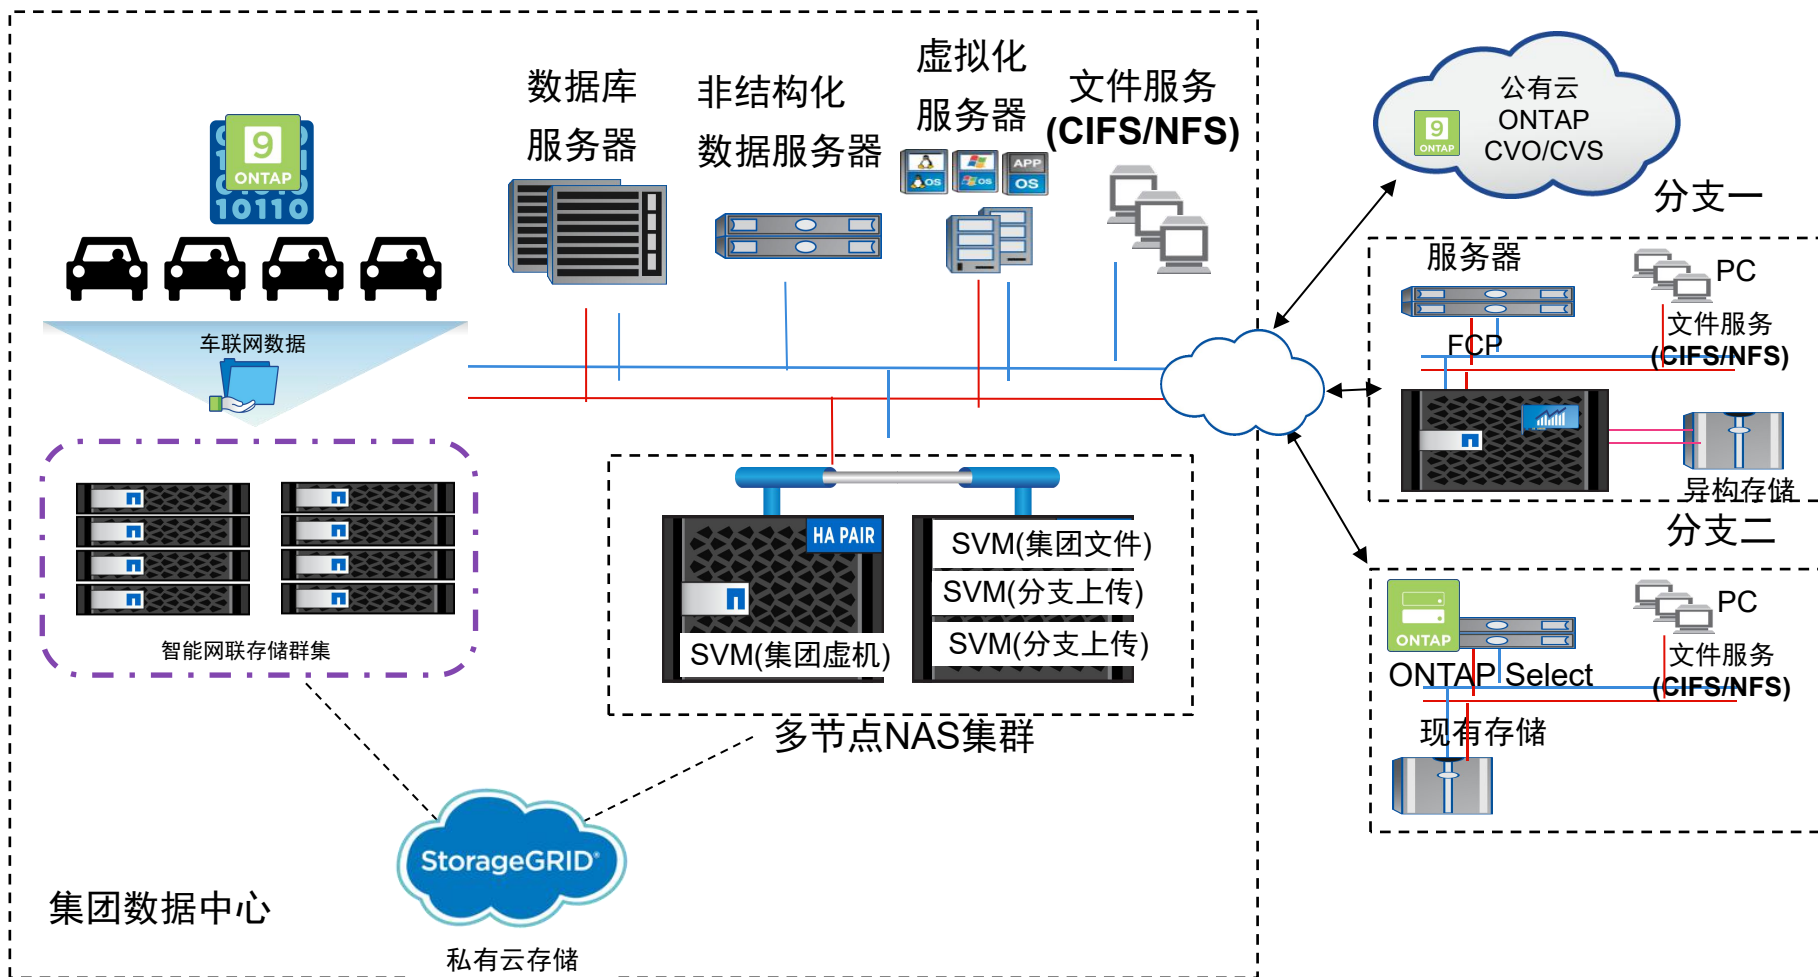 数据库
服务器
非结构化
数据服务器
虚拟化
服务器
APP
OS
OS
OS
文件服务
(CIFS/NFS)
9
ONTAP
10110
车联网数据
智能网联存储群集
HA PAIR
SVM(集团虚机)
SVM(集团文件)
SVM(分支上传)
SVM(分支上传)
多节点NAS集群
StorageGRID®
私有云存储
集团数据中心
公有云
ONTAP
CVO/CVS
9
ONTAP
分支一
服务器
PC
FCP
文件服务
(CIFS/NFS)
异构存储
分支二
ONTAP
PC
ONTAP Select
文件服务
(CIFS/NFS)
现有存储